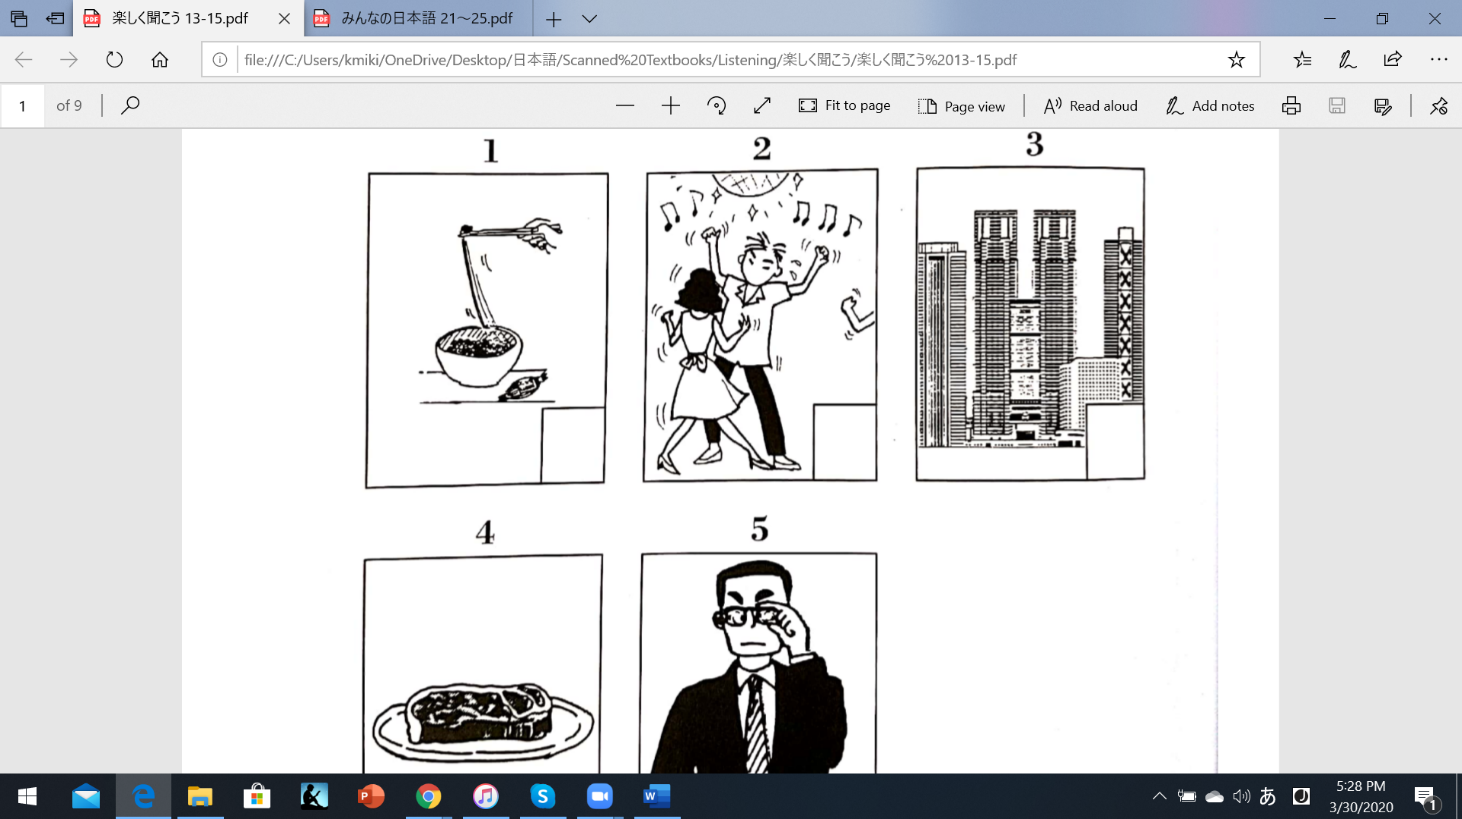 楽しく聞こう 13-15.pdf
みんなの日本語 21～25.pdf
file:///C:/Users/kmiki/OneDrive/Desktop/日本語/Scanned%20Textbooks/Listening/楽しく聞こう/楽しく聞こう%2013-15.pdf
1 of 9
Fit to page
Page view
Read aloud
Add notes
1 2 3
4 5
あ
5:28 PM
3/30/2020
1